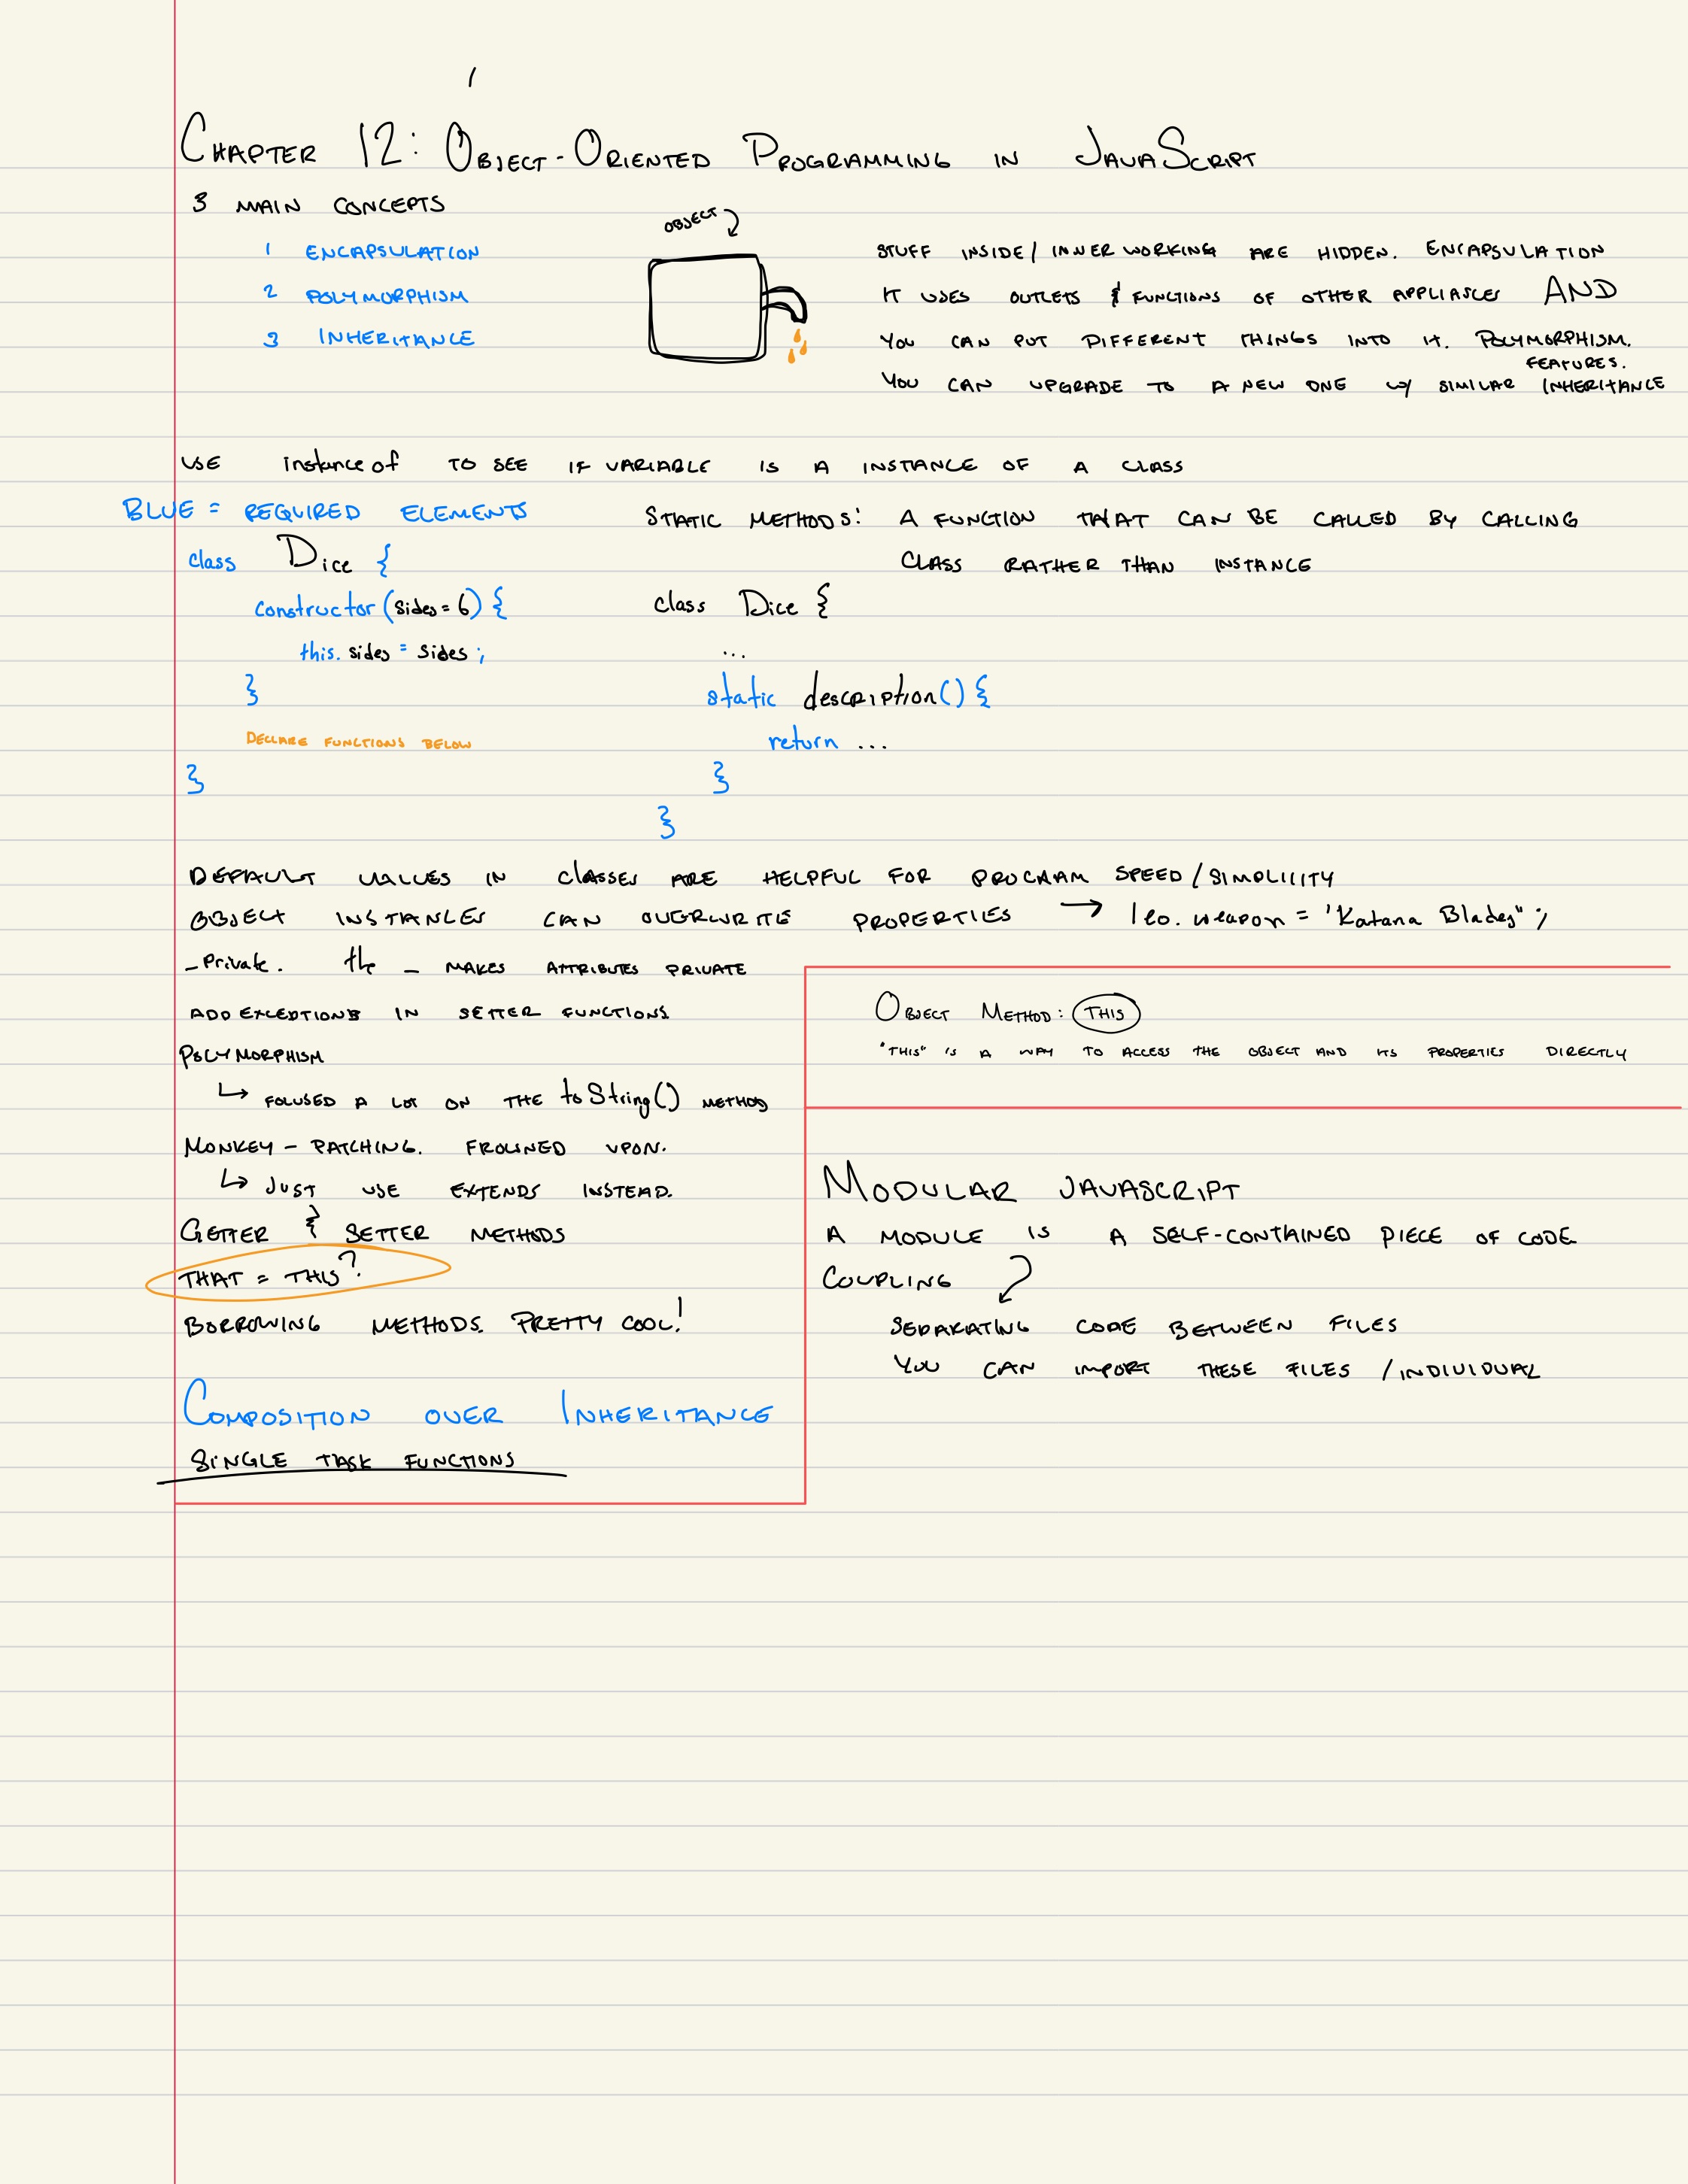 CHAPTER 12: OBJECT-ORIENTED PROGRAMMING IN JAVASCRIPT
3 MAIN CONCEPTS
1 ENCAPSULATION
2 POLYMORPHISM
3 INHERITANCE
OBJECT
STUFF INSIDE/INNER WORKING ARE HIDDEN. ENCAPSULATION
IT USES OUTLETS & FUNCTIONS OF OTHER APPLIASCES AND
YOU CAN PUT DIFFERENT THINGS INTO IT. POLYMORPHISM.
FEATURES.
YOU CAN UPGRADE TO A NEW ONE W/ SIMILAR INHERITANCE
USE instance of TO SEE IF VARIABLE IS A INSTANCE OF A CLASS
BLUE = REQUIRED ELEMENTS
class Dice {
constructor (sides = 6) {
this. sides = sides ;
}
DECLARE FUNCTIONS BELOW
}
STATIC METHODS: A FUNCTION THAT CAN BE CALLED BY CALLING
CLASS RATHER THAN INSTANCE
class Dice {
...
static description() {
return ...
}
}
DEFAULT VALUES IN classes ARE HELPFUL FOR PROGRAM SPEED/SIMPLICITY
OBJECT INSTANCES CAN OVERWRITE PROPERTIES → leo. weapon = 'Katana Blades" ;
_ Private. the _ MAKES ATTRIBUTES PRIVATE
ADD EXCEPTIONS IN SETTER FUNCTIONS
POLYMORPHISM
↳ FOCUSED A LOT ON THE toString() METHOD
MONKEY - PATCHING. FROWNED UPON.
↳ JUST USE EXTENDS INSTEAD.
GETTER & SETTER METHODS
THAT = THIS?
BORROWING METHODS. PRETTY COOL!
COMPOSITION OVER INHERITANCE
SINGLE TASK FUNCTIONS
OBJECT METHOD: THIS
"THIS" IS A WAY TO ACCESS THE OBJECT AND ITS PROPERTIES DIRECTLY
MODULAR JAVASCRIPT
A MODULE IS A SELF-CONTAINED PIECE OF CODE
COUPLING
SEPARATING CODE BETWEEN FILES
YOU CAN IMPORT THESE FILES /INDIVIDUAL